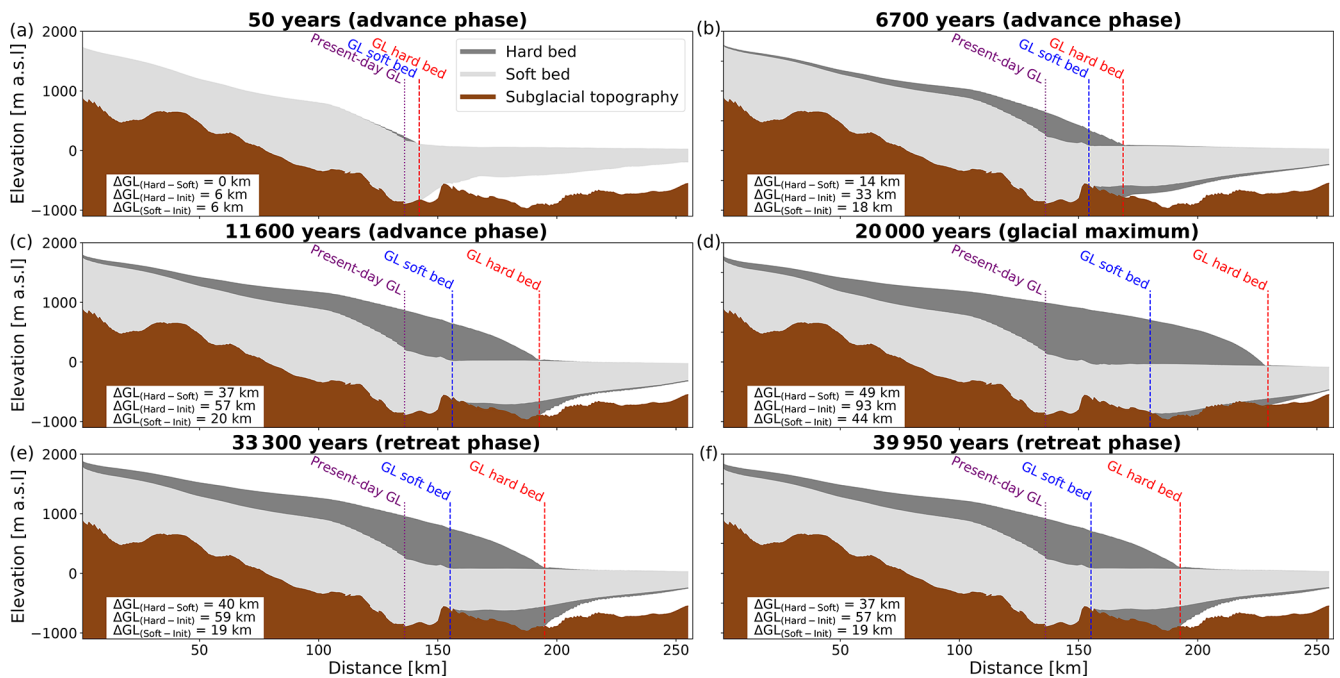 (a)
50 years (advance phase)
2000
1000
0
−1000
Elevation [m a.s.l]
Present-day GL
GL soft bed
GL hard bed
Hard bed
Soft bed
Subglacial topography
ΔGL(Hard − Soft) = 0 km
ΔGL(Hard − Init) = 6 km
ΔGL(Soft − Init) = 6 km
(b)
6700 years (advance phase)
Present-day GL
GL soft bed
GL hard bed
ΔGL(Hard − Soft) = 14 km
ΔGL(Hard − Init) = 33 km
ΔGL(Soft − Init) = 18 km
(c)
11 600 years (advance phase)
2000
1000
0
−1000
Elevation [m a.s.l]
Present-day GL
GL soft bed
GL hard bed
ΔGL(Hard − Soft) = 37 km
ΔGL(Hard − Init) = 57 km
ΔGL(Soft − Init) = 20 km
(d)
20 000 years (glacial maximum)
Present-day GL
GL soft bed
GL hard bed
ΔGL(Hard − Soft) = 49 km
ΔGL(Hard − Init) = 93 km
ΔGL(Soft − Init) = 44 km
(e)
33 300 years (retreat phase)
2000
1000
0
−1000
Elevation [m a.s.l]
Present-day GL
GL soft bed
GL hard bed
ΔGL(Hard − Soft) = 40 km
ΔGL(Hard − Init) = 59 km
ΔGL(Soft − Init) = 19 km
50 100 150 200 250
Distance [km]
(f)
39 950 years (retreat phase)
Present-day GL
GL soft bed
GL hard bed
ΔGL(Hard − Soft) = 37 km
ΔGL(Hard − Init) = 57 km
ΔGL(Soft − Init) = 19 km
50 100 150 200 250
Distance [km]